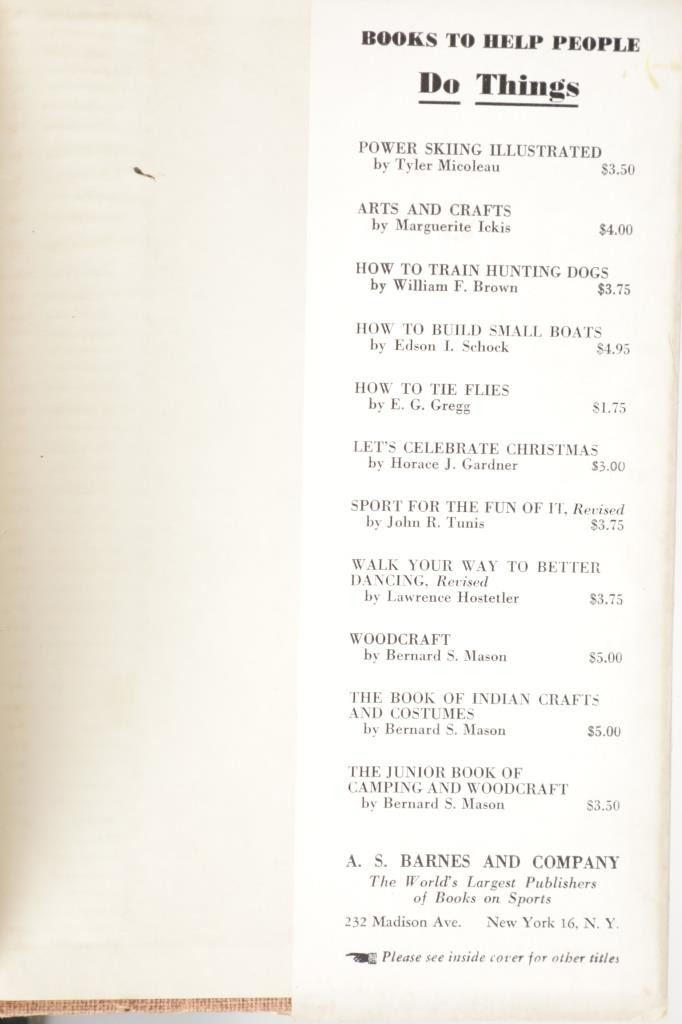 BOOKS TO HELP PEOPLE
Do Things
POWER SKIING ILLUSTRATED
by Tyler Micoleau $3.50
ARTS AND CRAFTS
by Marguerite Ickis $4.00
HOW TO TRAIN HUNTING DOGS
by William F. Brown $3.75
HOW TO BUILD SMALL BOATS
by Edson I. Schock $4.95
HOW TO TIE FLIES
by E. G. Gregg $1.75
LET'S CELEBRATE CHRISTMAS
by Horace J. Gardner $3.00
SPORT FOR THE FUN OF IT, Revised
by John R. Tunis $3.75
WALK YOUR WAY TO BETTER
DANCING, Revised
by Lawrence Hostetler $3.75
WOODCRAFT
by Bernard S. Mason $5.00
THE BOOK OF INDIAN CRAFTS
AND COSTUMES
by Bernard S. Mason $5.00
THE JUNIOR BOOK OF
CAMPING AND WOODCRAFT
by Bernard S. Mason $3.50
A. S. BARNES AND COMPANY
The World's Largest Publishers
of Books on Sports
232 Madison Ave. New York 16, N. Y.
Please see inside cover for other titles